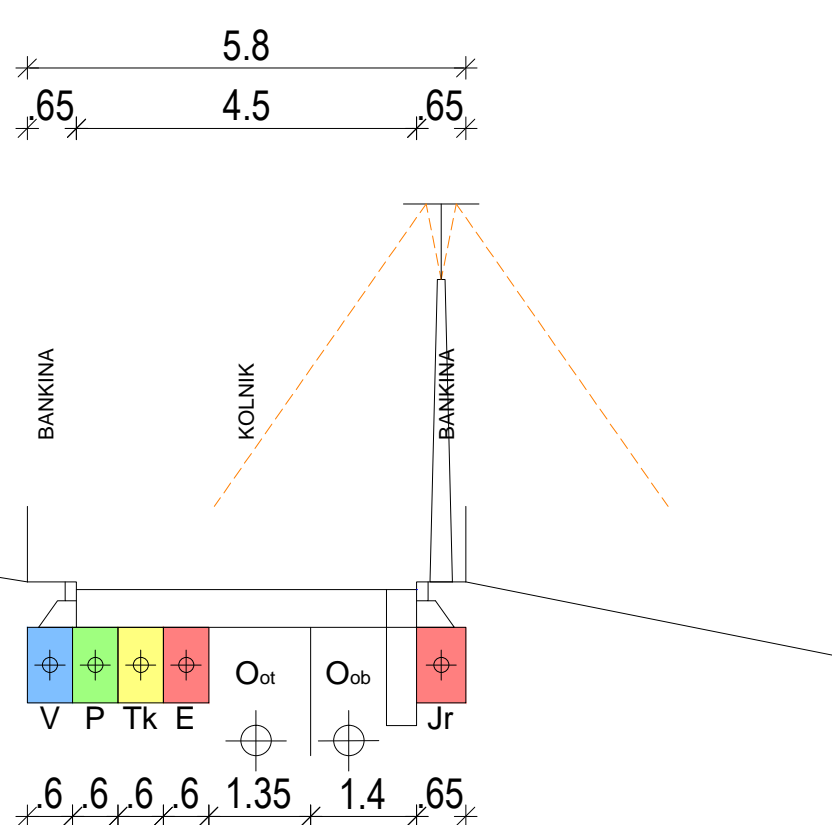 5.8
.65 4.5 .65
BANKINA KOLNIK BANKINA
Oot Oob
V P Tk E Jr
.6 .6 .6 .6 1.35 1.4 .65